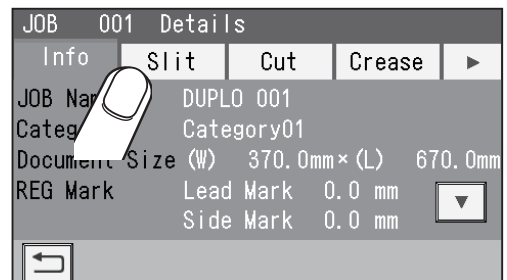 JOB 001 Details
Info Slit Cut Crease ►
DUPLO 001
Category01
Document Size (W) 370.0mm×(L) 670.0mm
REG Mark Lead Mark 0.0 mm
Side Mark 0.0 mm ▼